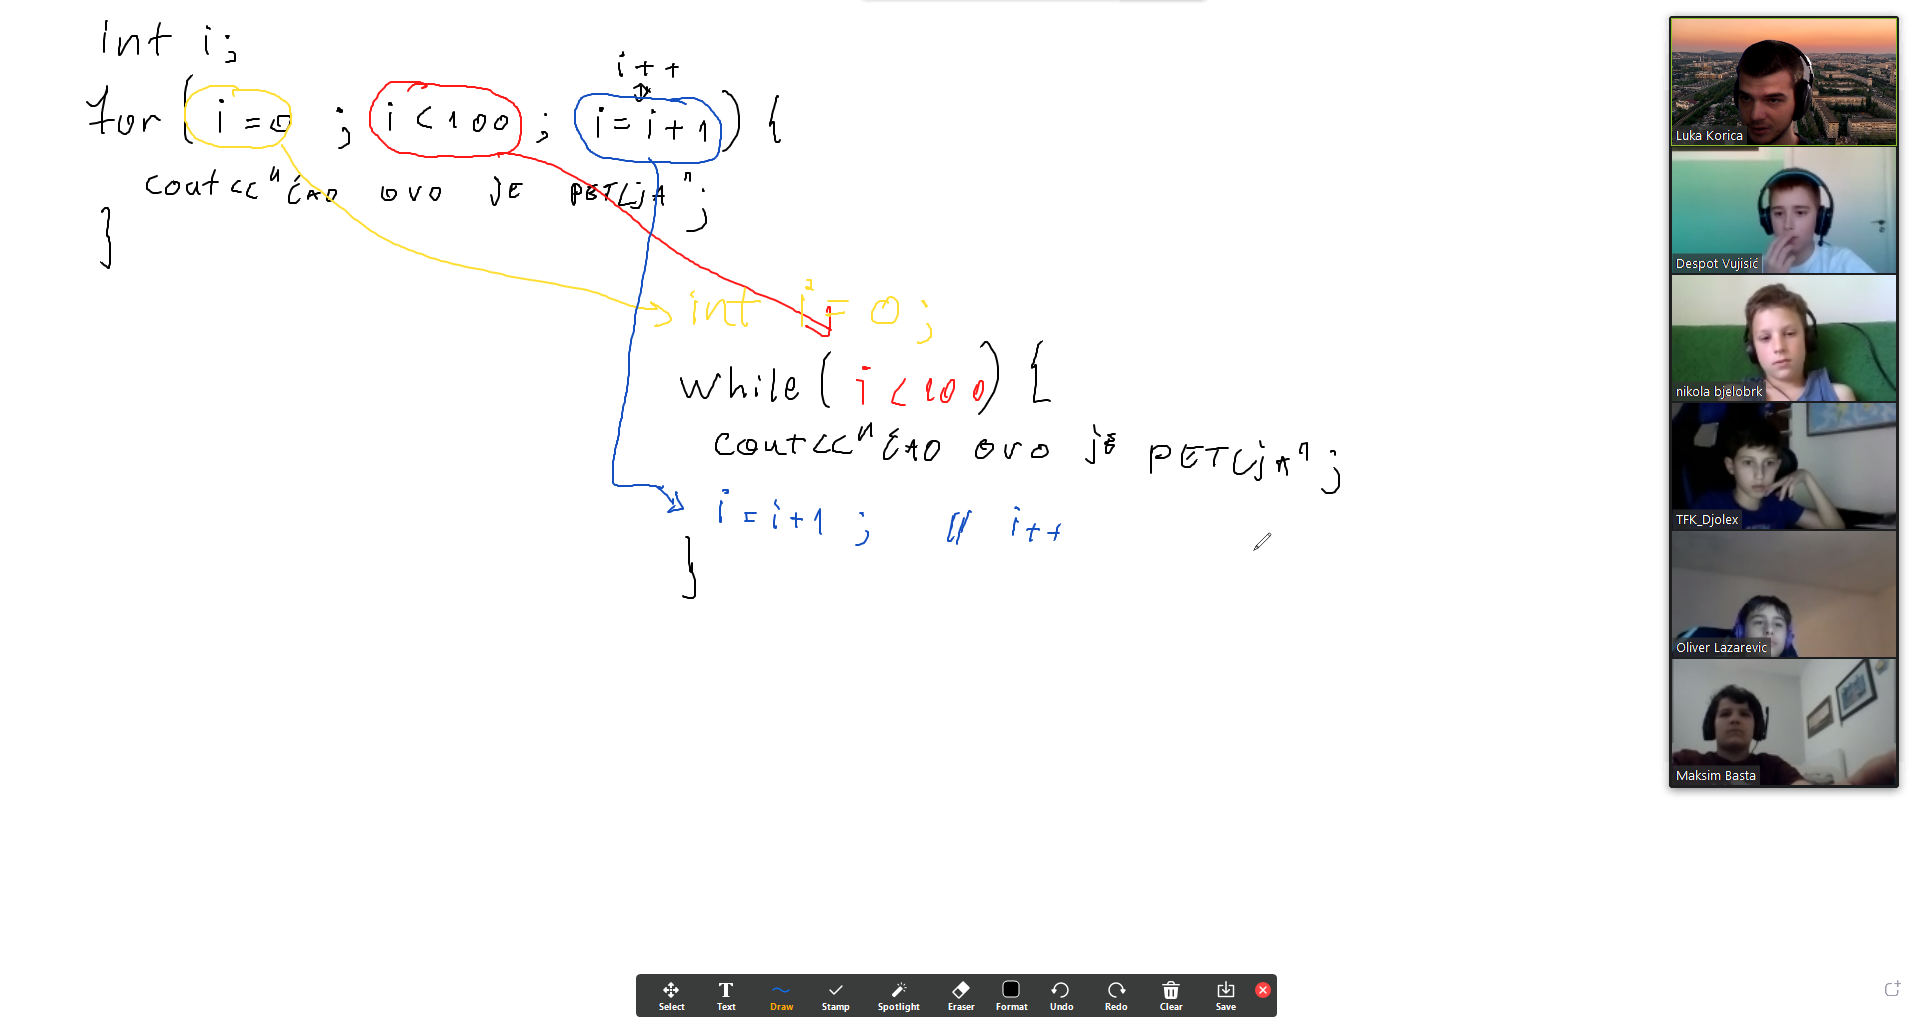 int i;
i++
for (i=0 ; i<100 ; i=i+1) {
cout<<"ĆAO ovo JE PETLjA";
}
int i=0;
while (i<100) {
cout<<"ĆAO ovo jE PETLjA";
i=i+1; // i++
}
Luka Korica
Despot Vujisić
nikola bjelobrk
TFK_Djolex
Oliver Lazarevic
Maksim Basta
Select Text Draw Stamp Spotlight Eraser Format Undo Redo Clear Save